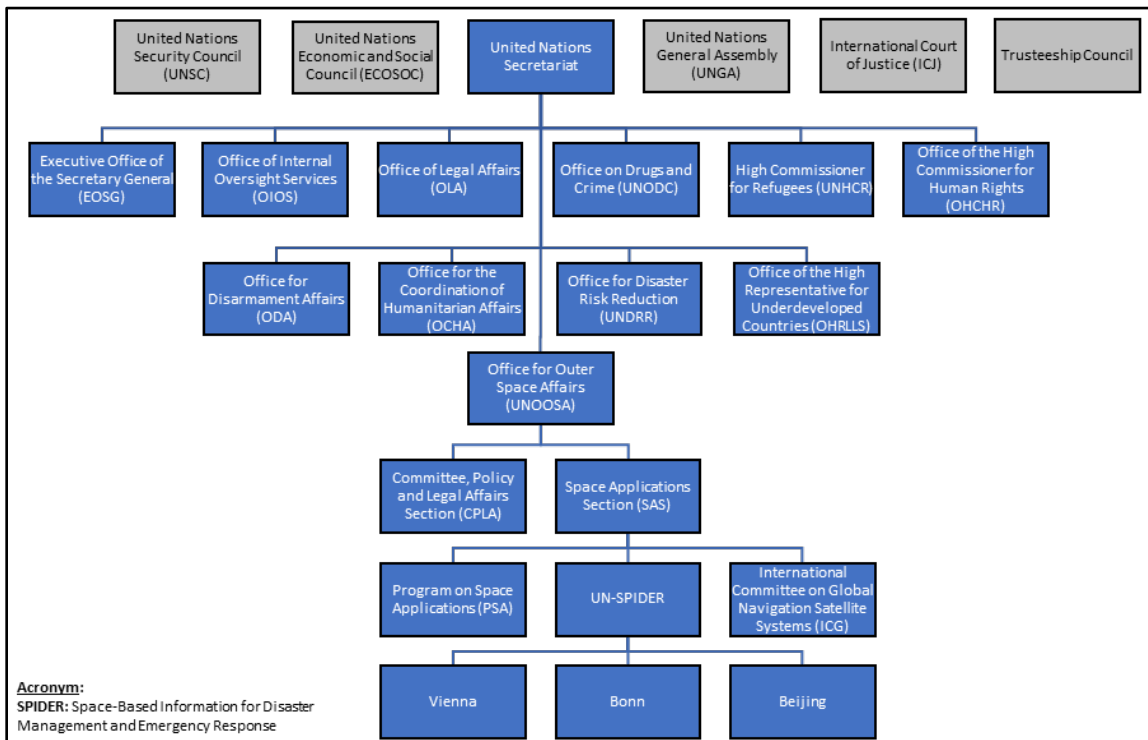 United Nations
Security Council
(UNSC)
United Nations
Economic and Social
Council (ECOSOC)
United Nations
Secretariat
United Nations
General Assembly
(UNGA)
International Court
of Justice (ICJ)
Trusteeship Council
Executive Office of
the Secretary General
(EOSG)
Office of Internal
Oversight Services
(OIOS)
Office of Legal Affairs
(OLA)
Office on Drugs and
Crime (UNODC)
High Commissioner
for Refugees (UNHCR)
Office of the High
Commissioner for
Human Rights
(OHCHR)
Office for
Disarmament Affairs
(ODA)
Office for the
Coordination of
Humanitarian Affairs
(OCHA)
Office for Disaster
Risk Reduction
(UNDRR)
Office of the High
Representative for
Underdeveloped
Countries (OHRLLS)
Office for Outer
Space Affairs
(UNOOSA)
Committee, Policy
and Legal Affairs
Section (CPLA)
Space Applications
Section (SAS)
Program on Space
Applications (PSA)
UN-SPIDER
International
Committee on Global
Navigation Satellite
Systems (ICG)
Vienna
Bonn
Beijing
Acronym:
SPIDER: Space-Based Information for Disaster
Management and Emergency Response